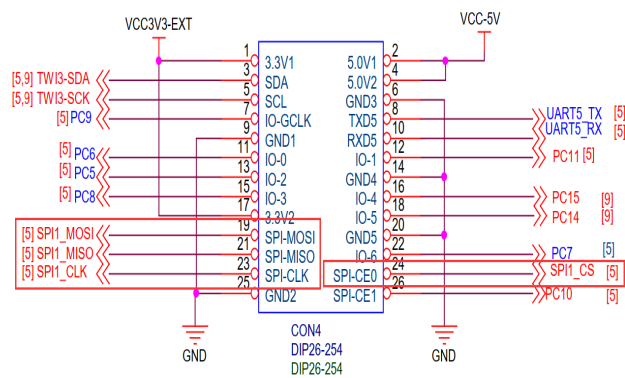 VCC3V3-EXT VCC-5V
1 3.3V1 5.0V1 2
[5,9] TWI3-SDA 3 SDA 5.0V2 4
[5,9] TWI3-SCK 5 SCL GND3 6
[5] PC9 7 IO-GCLK TXD5 8 UART5_TX [5]
9 GND1 RXD5 10 UART5_RX [5]
[5] PC6 11 IO-0 IO-1 12 PC11 [5]
[5] PC5 13 IO-2 GND4 14
[5] PC8 15 IO-3 IO-4 16 PC15 [9]
17 3.3V2 IO-5 18 PC14 [9]
[5] SPI1_MOSI 19 SPI-MOSI GND5 20
[5] SPI1_MISO 21 SPI-MISO IO-6 22 PC7 [5]
[5] SPI1_CLK 23 SPI-CLK SPI-CE0 24 SPI1_CS [5]
25 GND2 SPI-CE1 26 PC10 [5]
GND CON4 GND
DIP26-254
DIP26-254